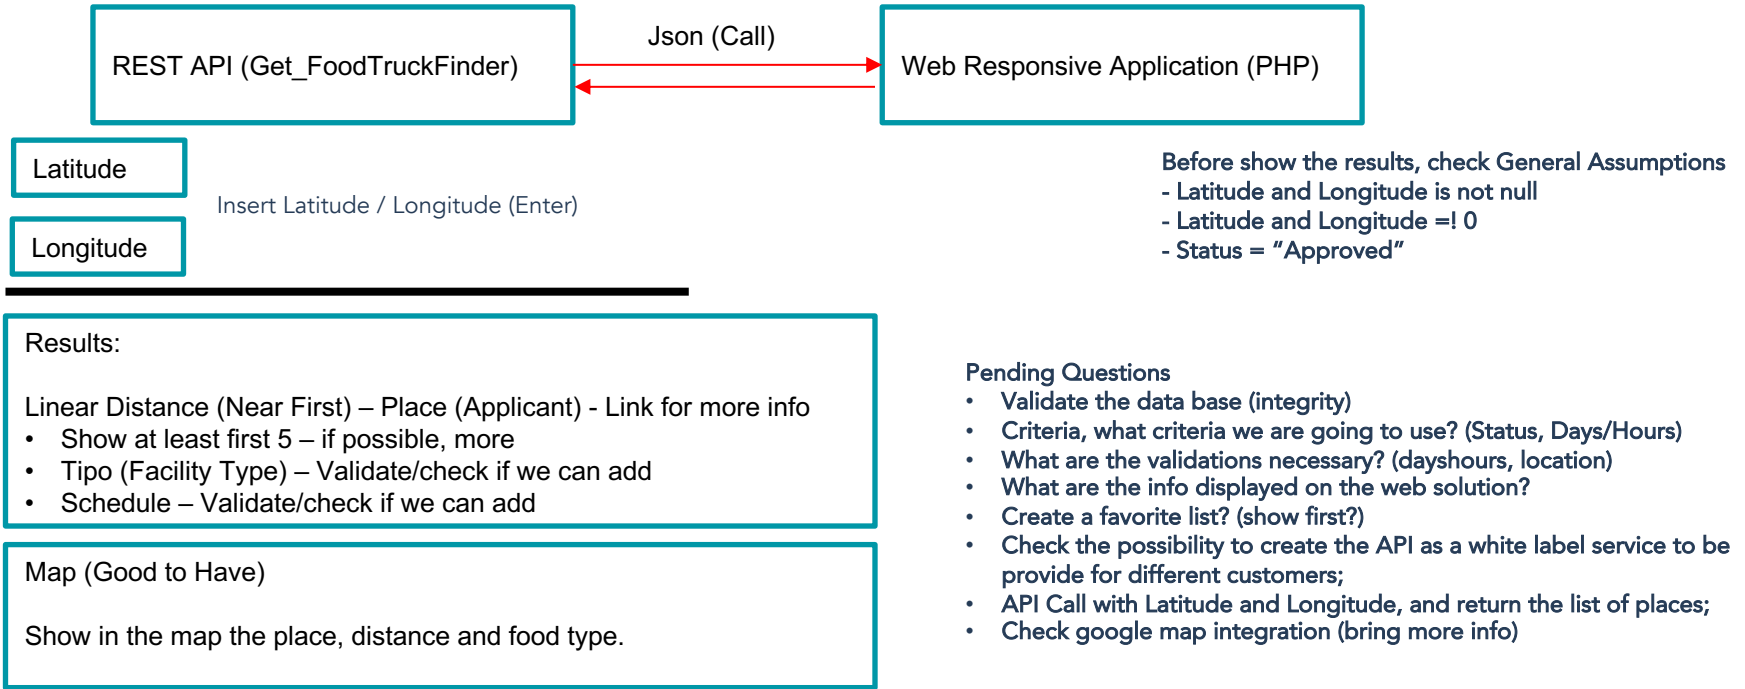 REST API (Get_FoodTruckFinder)
Json (Call)
Web Responsive Application (PHP)
Latitude
Insert Latitude / Longitude (Enter)
Longitude
Before show the results, check General Assumptions
- Latitude and Longitude is not null
- Latitude and Longitude =! 0
- Status = “Approved”
Results:
Linear Distance (Near First) – Place (Applicant) - Link for more info
• Show at least first 5 – if possible, more
• Tipo (Facility Type) – Validate/check if we can add
• Schedule – Validate/check if we can add
Map (Good to Have)
Show in the map the place, distance and food type.
Pending Questions
• Validate the data base (integrity)
• Criteria, what criteria we are going to use? (Status, Days/Hours)
• What are the validations necessary? (dayshours, location)
• What are the info displayed on the web solution?
• Create a favorite list? (show first?)
• Check the possibility to create the API as a white label service to be
provide for different customers;
• API Call with Latitude and Longitude, and return the list of places;
• Check google map integration (bring more info)